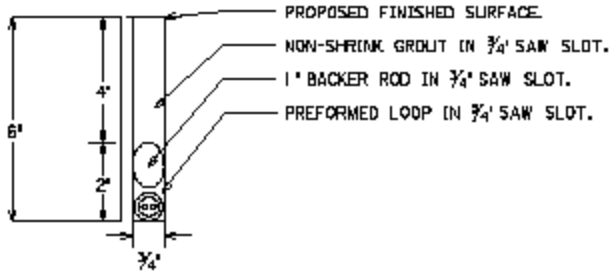 PROPOSED FINISHED SURFACE.
NON-SHRINK GROUT IN 3/4" SAW SLOT.
1" BACKER ROD IN 3/4" SAW SLOT.
PREFORMED LOOP IN 3/4" SAW SLOT.
4"
6"
2"
3/4"